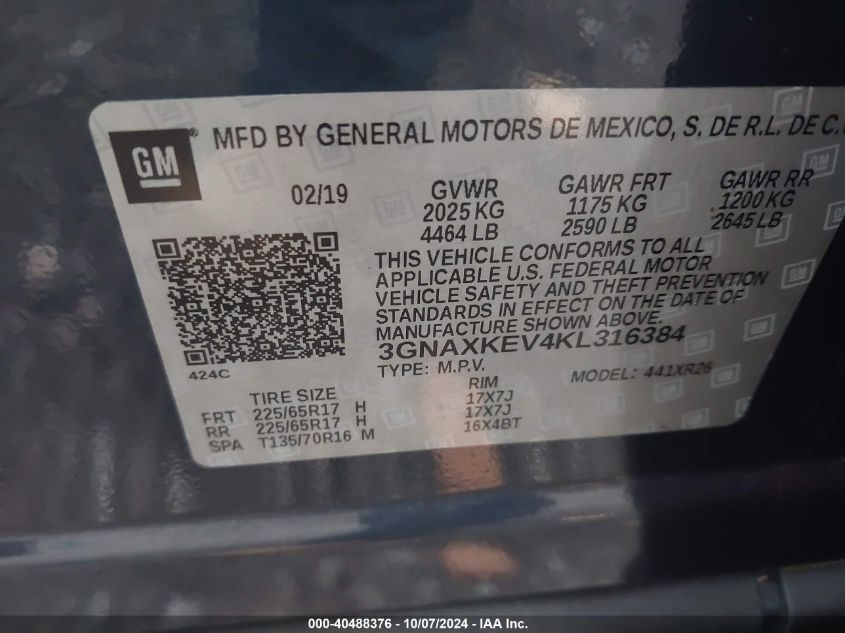 GM ® MFD BY GENERAL MOTORS DE MEXICO, S. DE R.L. DE C.
02/19
GVWR GAWR FRT GAWR RR
2025 KG 1175 KG 1200 KG
4464 LB 2590 LB 2645 LB
THIS VEHICLE CONFORMS TO ALL
APPLICABLE U.S. FEDERAL MOTOR
VEHICLE SAFETY AND THEFT PREVENTION
STANDARDS IN EFFECT ON THE DATE OF
MANUFACTURE SHOWN ABOVE.
3GNAXKEV4KL316384
TYPE: M.P.V. MODEL: 441XR26
424C
TIRE SIZE RIM
FRT 225/65R17 H 17X7J
RR 225/65R17 H 17X7J
SPA T135/70R16 M 16X4BT
000-40488376 - 10/07/2024 - IAA Inc.